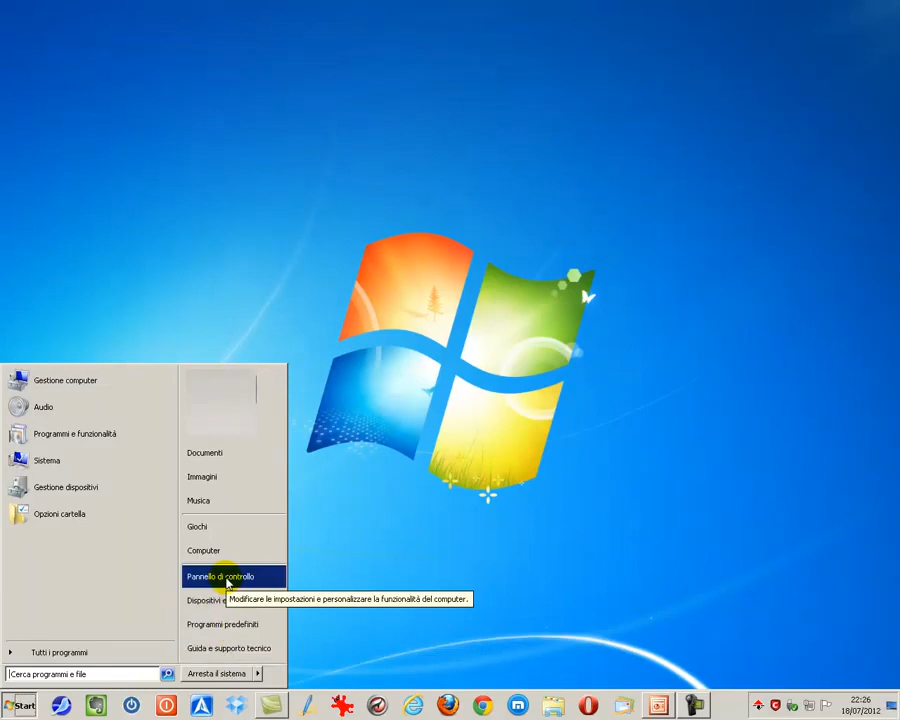 Gestione computer
Audio
Programmi e funzionalità
Sistema
Gestione dispositivi
Opzioni cartella
Tutti i programmi
Cerca programmi e file
Documenti
Immagini
Musica
Giochi
Computer
Pannello di controllo
Modificare le impostazioni e personalizzare la funzionalità del computer.
Dispositivi e
Programmi predefiniti
Guida e supporto tecnico
Arresta il sistema
Start
22:26
18/07/2012